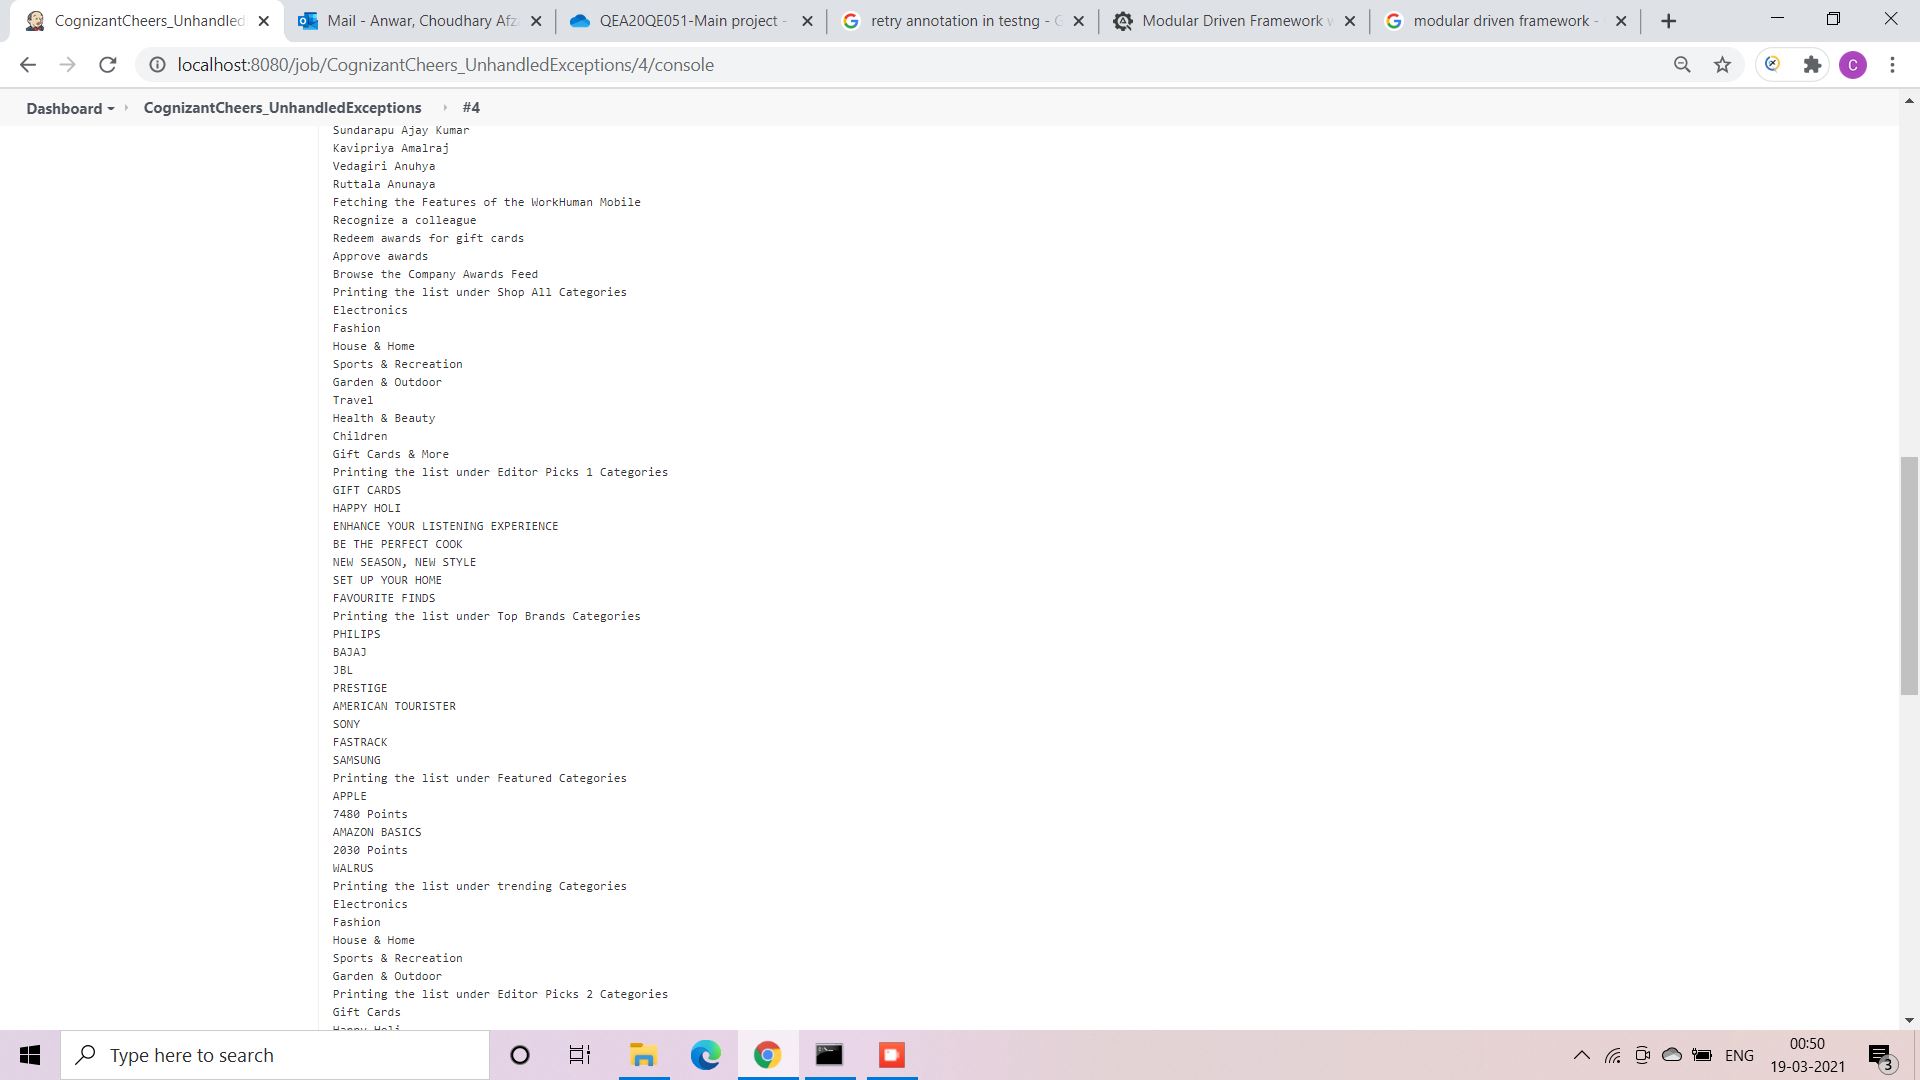 CognizantCheers_Unhandled
Mail - Anwar, Choudhary Afz
QEA20QE051-Main project -
retry annotation in testng - G
Modular Driven Framework w
modular driven framework -
localhost:8080/job/CognizantCheers_UnhandledExceptions/4/console
C
Dashboard
CognizantCheers_UnhandledExceptions
#4
Sundarapu Ajay Kumar
Kavipriya Amalraj
Vedagiri Anuhya
Ruttala Anunaya
Fetching the Features of the WorkHuman Mobile
Recognize a colleague
Redeem awards for gift cards
Approve awards
Browse the Company Awards Feed
Printing the list under Shop All Categories
Electronics
Fashion
House & Home
Sports & Recreation
Garden & Outdoor
Travel
Health & Beauty
Children
Gift Cards & More
Printing the list under Editor Picks 1 Categories
GIFT CARDS
HAPPY HOLI
ENHANCE YOUR LISTENING EXPERIENCE
BE THE PERFECT COOK
NEW SEASON, NEW STYLE
SET UP YOUR HOME
FAVOURITE FINDS
Printing the list under Top Brands Categories
PHILIPS
BAJAJ
JBL
PRESTIGE
AMERICAN TOURISTER
SONY
FASTRACK
SAMSUNG
Printing the list under Featured Categories
APPLE
7480 Points
AMAZON BASICS
2030 Points
WALRUS
Printing the list under trending Categories
Electronics
Fashion
House & Home
Sports & Recreation
Garden & Outdoor
Printing the list under Editor Picks 2 Categories
Gift Cards
Happy Holi
Type here to search
ENG
00:50
19-03-2021
3